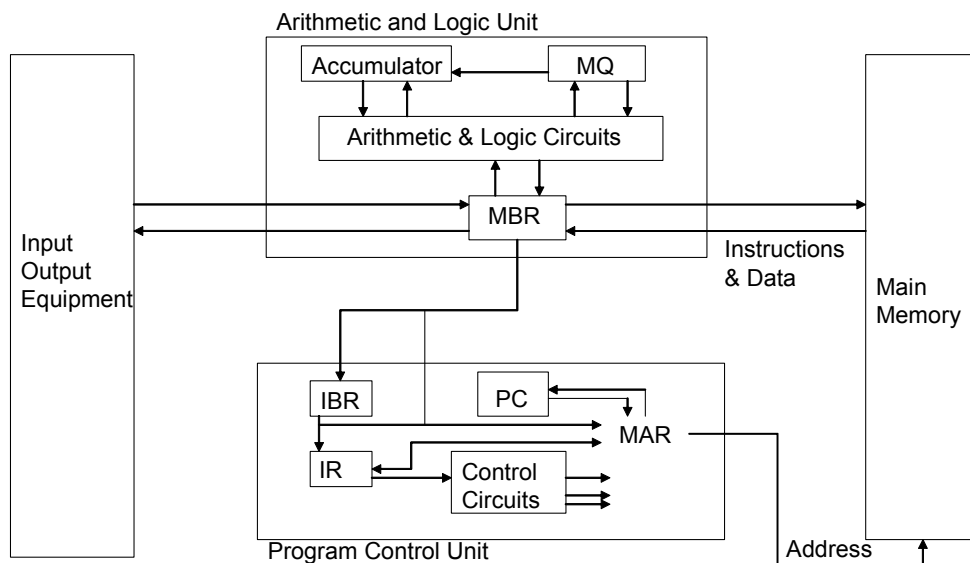 Arithmetic and Logic Unit
Accumulator
MQ
Arithmetic & Logic Circuits
MBR
Input
Output
Equipment
Instructions
& Data
Main
Memory
IBR
PC
MAR
IR
Control
Circuits
Program Control Unit
Address